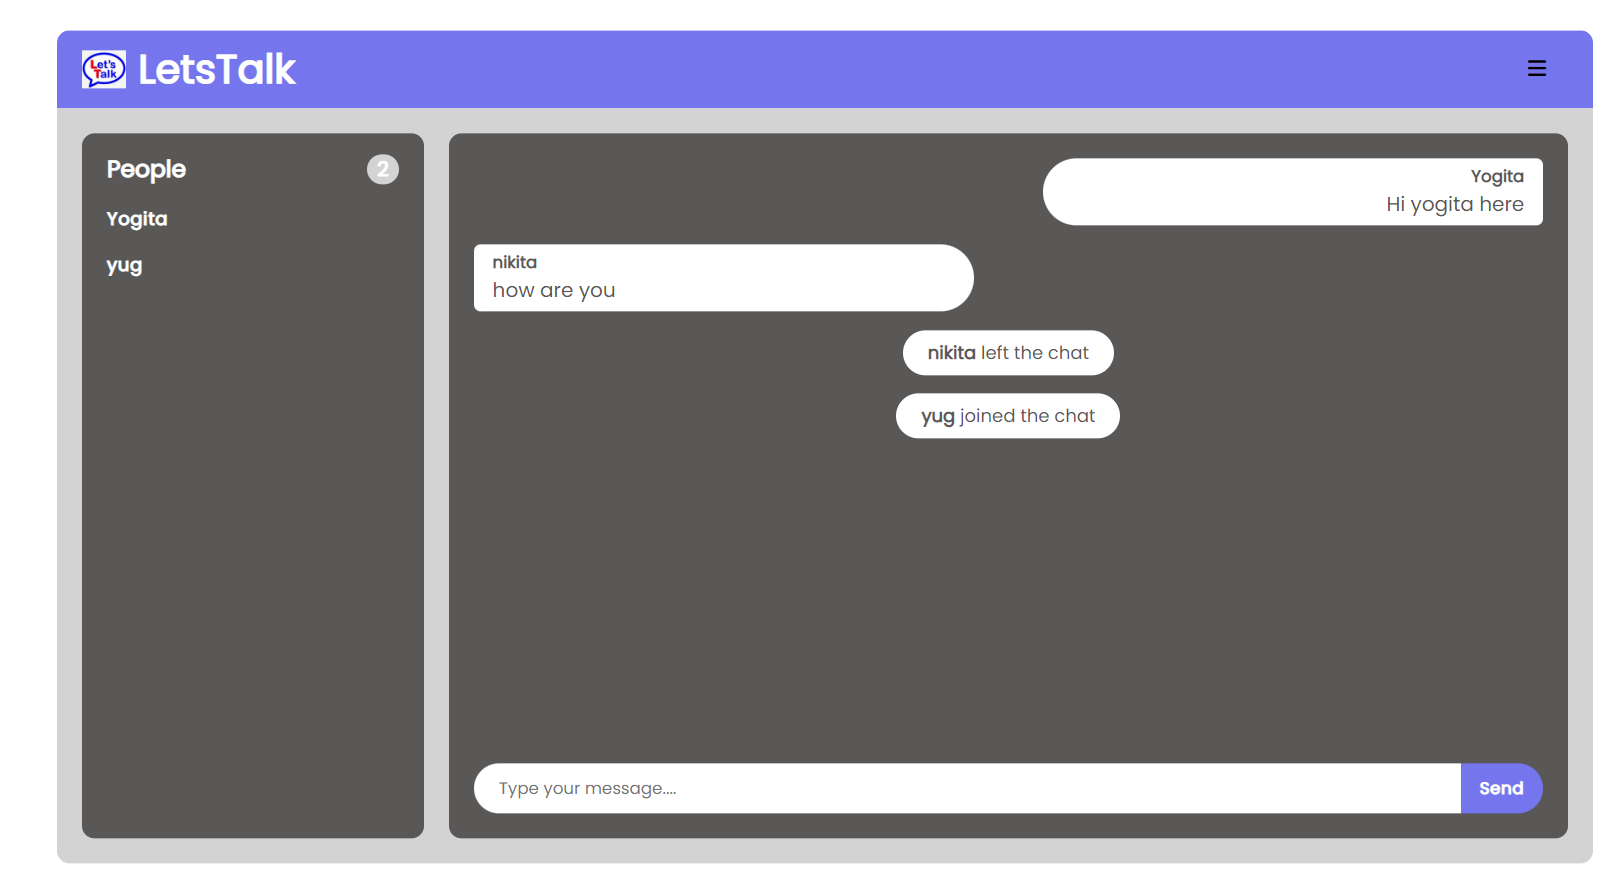 Let's
Talk
LetsTalk
People 2
Yogita
yug
Yogita
Hi yogita here
nikita
how are you
nikita left the chat
yug joined the chat
Type your message....
Send